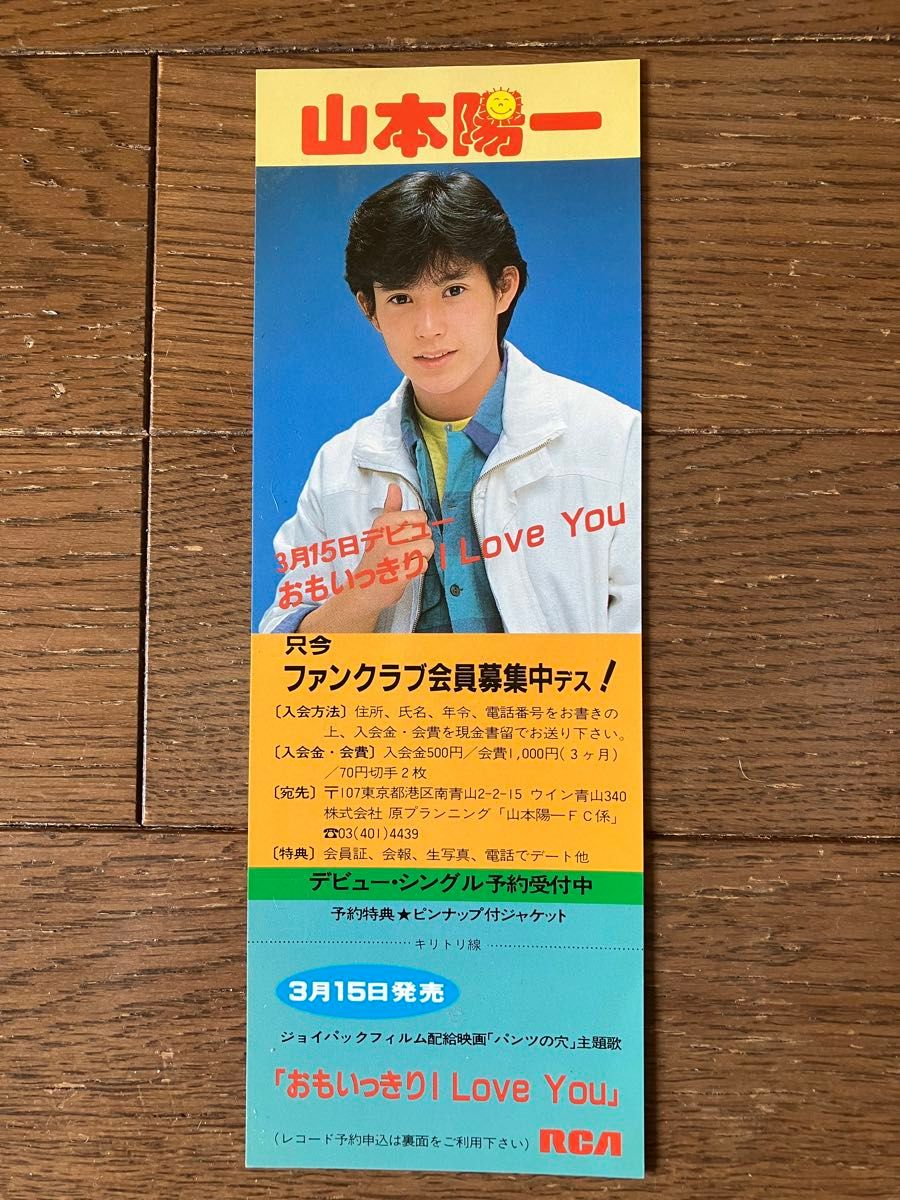 山本陽一
3月15日デビュー
おもいっきり I Love You
只今
ファンクラブ会員募集中デス!
〔入会方法〕住所、氏名、年令、電話番号をお書きの
上、入会金・会費を現金書留でお送り下さい。
〔入会金・会費〕入会金500円／会費1,000円(3ヶ月)
／70円切手2枚
〔宛先〕〒107東京都港区南青山2-2-15 ウイン青山340
株式会社 原プランニング「山本陽一FC係」
☎03(401)4439
〔特典〕会員証、会報、生写真、電話でデート他
デビュー・シングル予約受付中
予約特典★ピンナップ付ジャケット
キリトリ線
3月15日発売
ジョイパックフィルム配給映画「パンツの穴」主題歌
「おもいっきり I Love You」
(レコード予約申込は裏面をご利用下さい) RCA